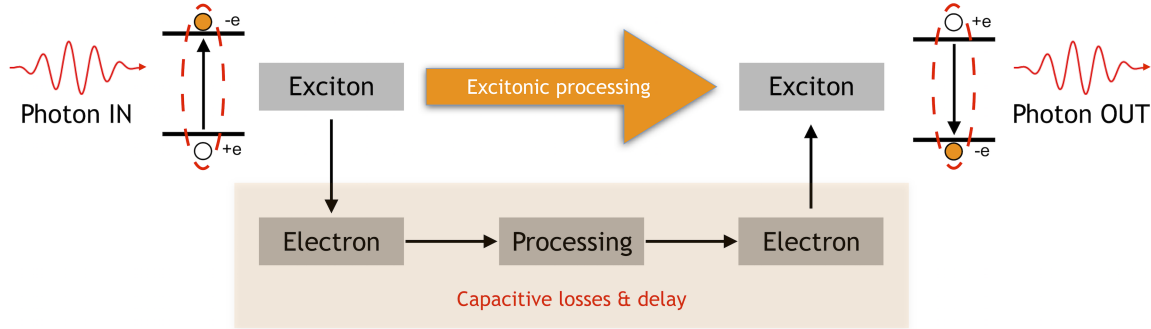 -e
+e
Photon IN
Exciton
Excitonic processing
Exciton
+e
-e
Photon OUT
Electron
Processing
Electron
Capacitive losses & delay